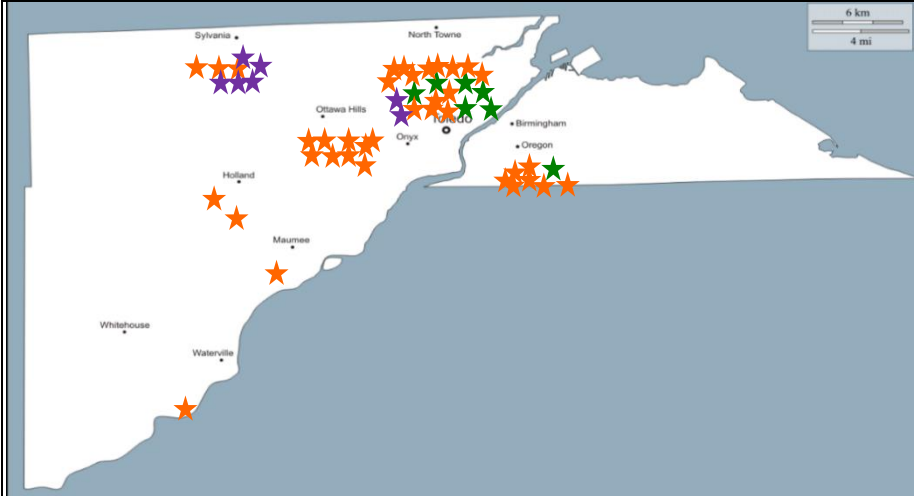 6 km
4 mi
Sylvania
North Towne
Ottawa Hills
Toledo
Onyx
Birmingham
Oregon
Holland
Maumee
Whitehouse
Waterville